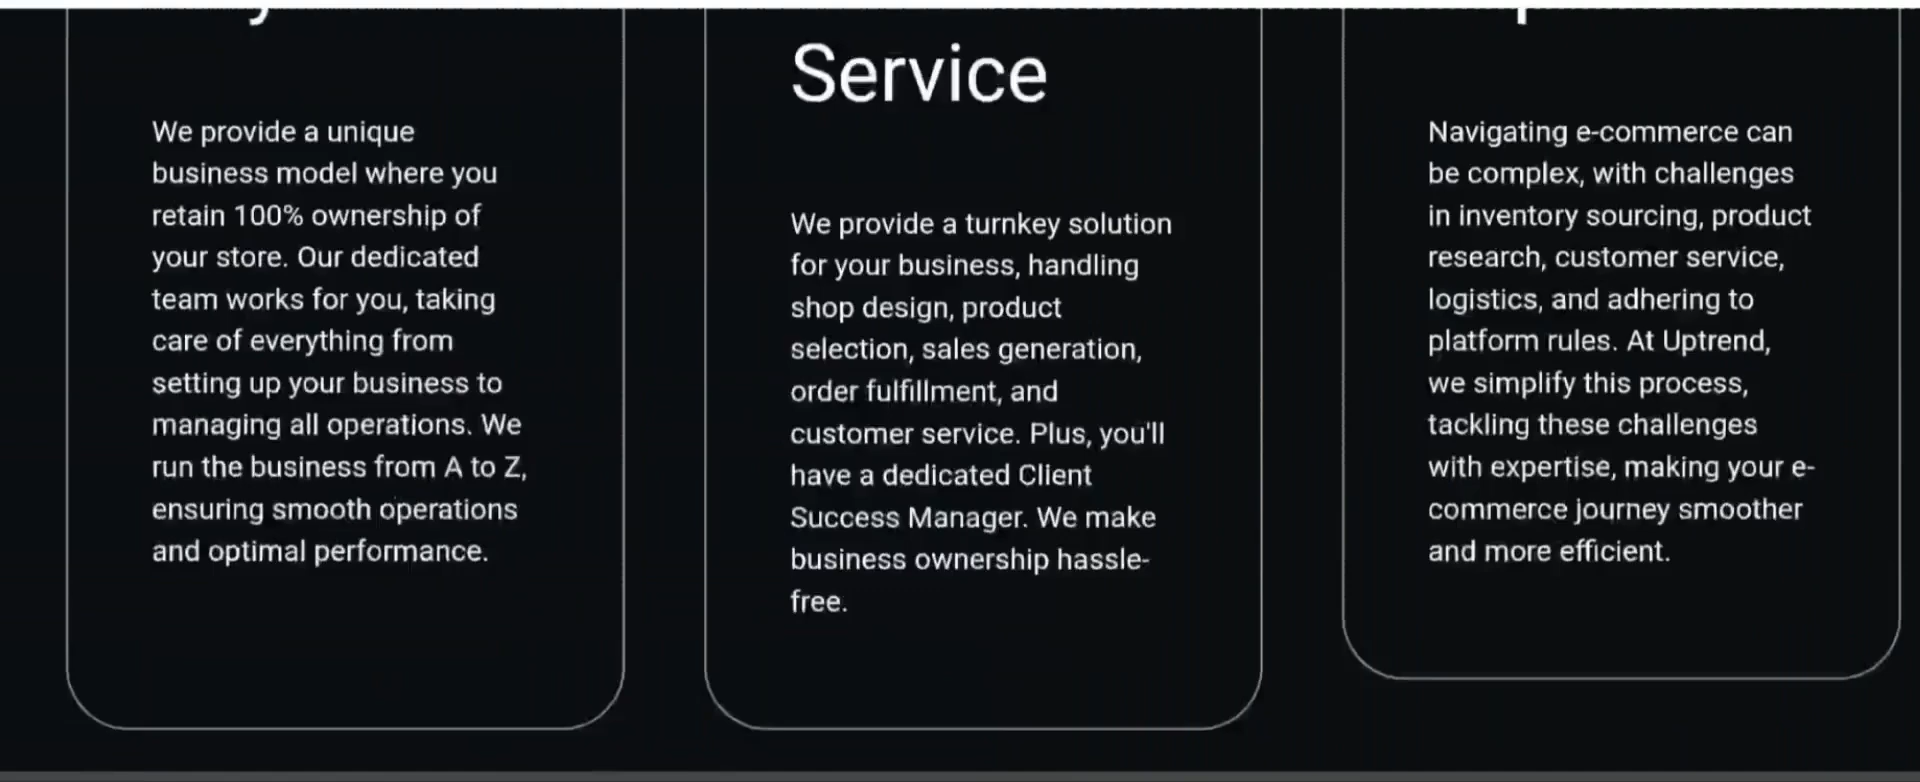 We provide a unique
business model where you
retain 100% ownership of
your store. Our dedicated
team works for you, taking
care of everything from
setting up your business to
managing all operations. We
run the business from A to Z,
ensuring smooth operations
and optimal performance.
Service
We provide a turnkey solution
for your business, handling
shop design, product
selection, sales generation,
order fulfillment, and
customer service. Plus, you'll
have a dedicated Client
Success Manager. We make
business ownership hassle-
free.
Navigating e-commerce can
be complex, with challenges
in inventory sourcing, product
research, customer service,
logistics, and adhering to
platform rules. At Uptrend,
we simplify this process,
tackling these challenges
with expertise, making your e-
commerce journey smoother
and more efficient.